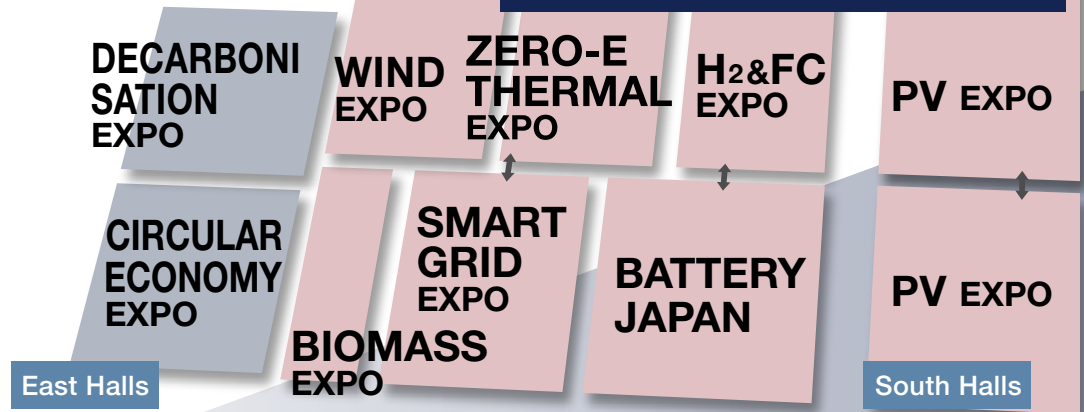 DECARBONI
SATION
EXPO
WIND
EXPO
ZERO-E
THERMAL
EXPO
H2&FC
EXPO
PV EXPO
CIRCULAR
ECONOMY
EXPO
BIOMASS
EXPO
SMART
GRID
EXPO
BATTERY
JAPAN
PV EXPO
East Halls
South Halls